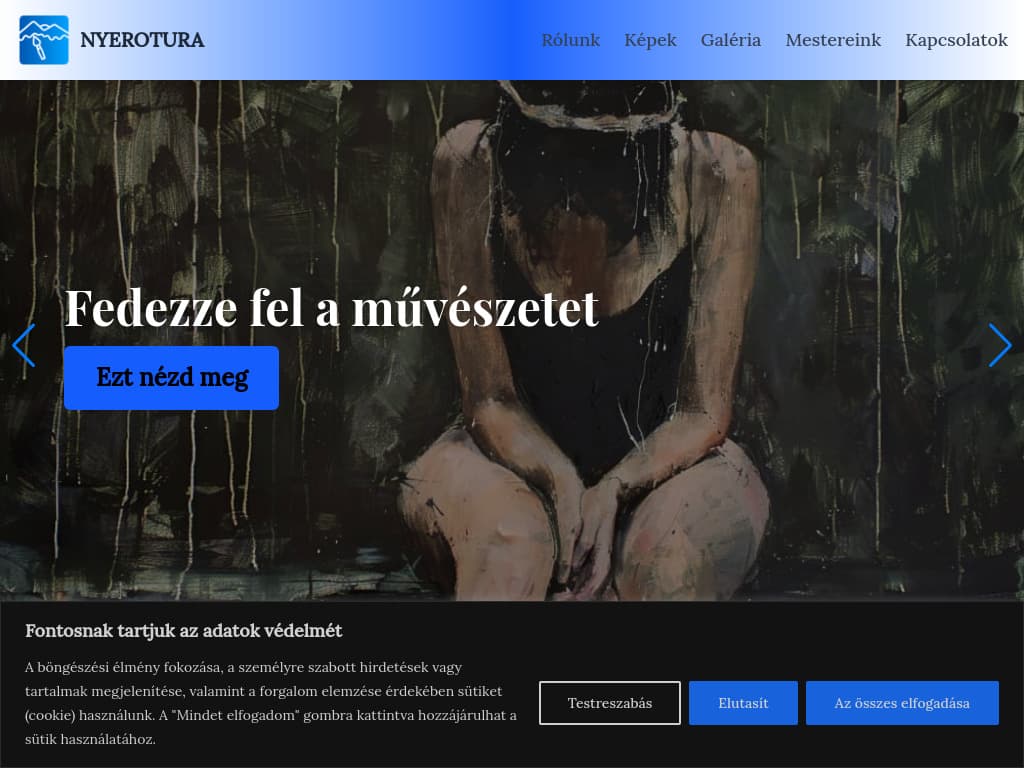 NYEROTURA
Rólunk Képek Galéria Mestereink Kapcsolatok
Fedezze fel a művészetet
Ezt nézd meg
Fontosnak tartjuk az adatok védelmét
A böngészési élmény fokozása, a személyre szabott hirdetések vagy
tartalmak megjelenítése, valamint a forgalom elemzése érdekében sütiket
(cookie) használunk. A "Mindet elfogadom" gombra kattintva hozzájárulhat a
sütik használatához.
Testreszabás Elutasít Az összes elfogadása